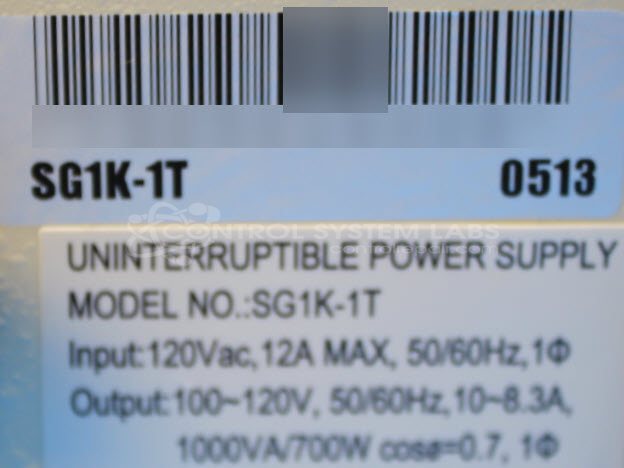 SG1K-1T 0513
CONTROL SYSTEM LABS
UNINTERRUPTIBLE POWER SUPPLY
MODEL NO.:SG1K-1T
Input:120Vac,12A MAX, 50/60Hz,1Φ
Output:100~120V, 50/60Hz,10~8.3A,
1000VA/700W cosø=0.7, 1Φ